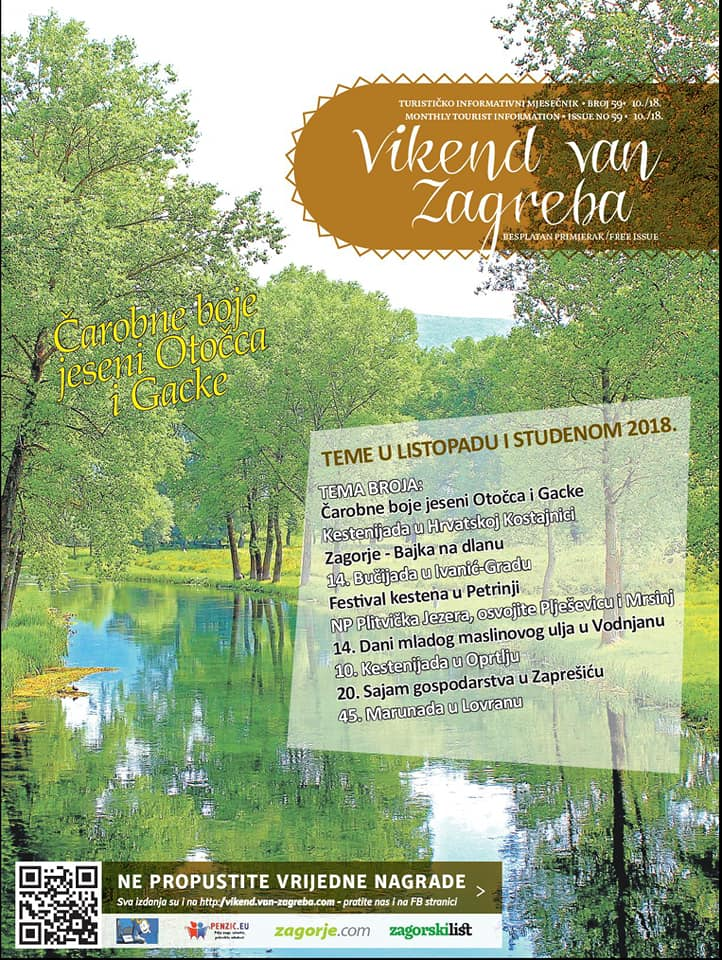 TURISTIČKO INFORMATIVNI MJESEČNIK • BROJ 59 • 10./18.
MONTHLY TOURIST INFORMATION • ISSUE NO 59 • 10./18.
Vikend van
Zagreba
BESPLATAN PRIMJERAK /FREE ISSUE
Čarobne boje
jeseni Otočca
i Gacke
TEME U LISTOPADU I STUDENOM 2018.
TEMA BROJA:
Čarobne boje jeseni Otočca i Gacke
Kestenijada u Hrvatskoj Kostajnici
Zagorje - Bajka na dlanu
14. Bučijada u Ivanić-Gradu
Festival kestena u Petrinji
NP Plitvička Jezera, osvojite Plješevicu i Mrsinj
14. Dani mladog maslinovog ulja u Vodnjanu
10. Kestenijada u Oprtlju
20. Sajam gospodarstva u Zaprešiću
45. Marunada u Lovranu
NE PROPUSTITE VRIJEDNE NAGRADE >
Sva izdanja su i na http:/vikend.van-zagreba.com - pratite nas i na FB stranici
PENZIC.EU
zagorje.com
zagorskilist